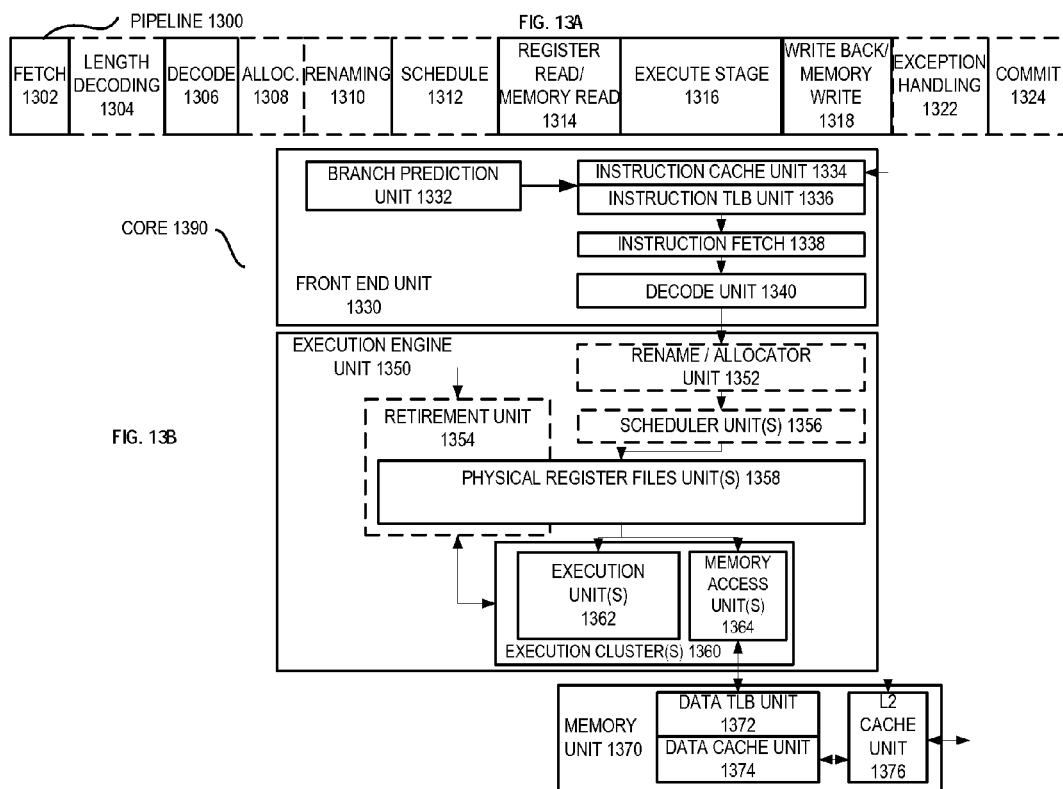 PIPELINE 1300
FIG. 13A
FETCH
1302
LENGTH
DECODING
1304
DECODE
1306
ALLOC.
1308
RENAMING
1310
SCHEDULE
1312
REGISTER
READ/
MEMORY READ
1314
EXECUTE STAGE
1316
WRITE BACK/
MEMORY
WRITE
1318
EXCEPTION
HANDLING
1322
COMMIT
1324
BRANCH PREDICTION
UNIT 1332
INSTRUCTION CACHE UNIT 1334
INSTRUCTION TLB UNIT 1336
CORE 1390
INSTRUCTION FETCH 1338
FRONT END UNIT
1330
DECODE UNIT 1340
EXECUTION ENGINE
UNIT 1350
RENAME / ALLOCATOR
UNIT 1352
FIG. 13B
RETIREMENT UNIT
1354
SCHEDULER UNIT(S) 1356
PHYSICAL REGISTER FILES UNIT(S) 1358
EXECUTION
UNIT(S)
1362
MEMORY
ACCESS
UNIT(S)
1364
EXECUTION CLUSTER(S) 1360
MEMORY
UNIT 1370
DATA TLB UNIT
1372
DATA CACHE UNIT
1374
L2
CACHE
UNIT
1376